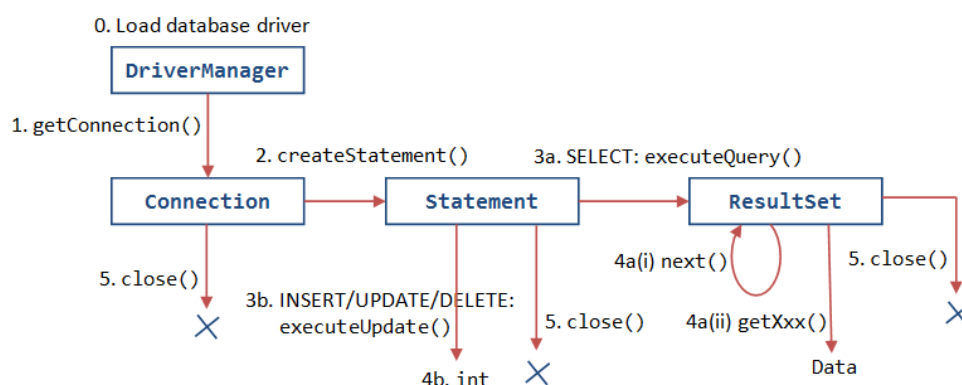 0. Load database driver
DriverManager
1. getConnection()
2. createStatement()
3a. SELECT: executeQuery()
Connection
Statement
ResultSet
5. close()
3b. INSERT/UPDATE/DELETE:
executeUpdate()
4b. int
5. close()
4a(i) next()
4a(ii) getXxx()
Data
5. close()